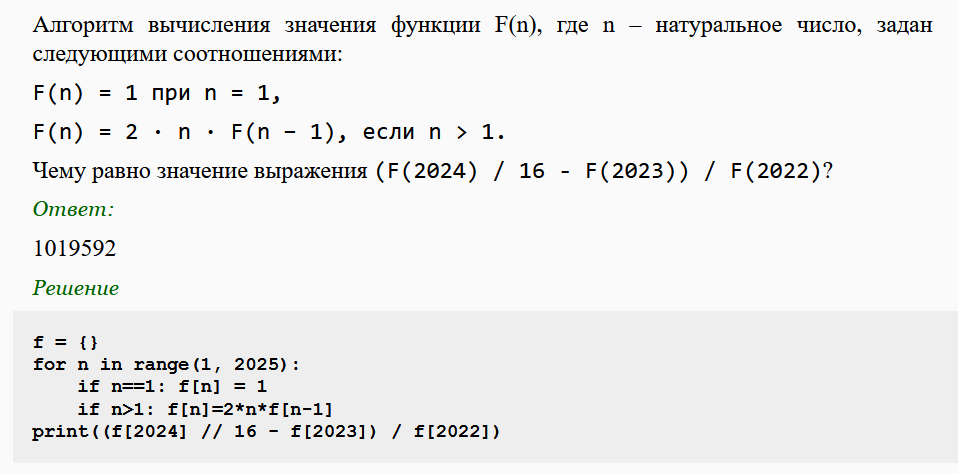 Алгоритм вычисления значения функции F(n), где n – натуральное число, задан
следующими соотношениями:
F(n) = 1 при n = 1,
F(n) = 2 · n · F(n – 1), если n > 1.
Чему равно значение выражения (F(2024) / 16 - F(2023)) / F(2022)?
Ответ:
1019592
Решение
f = {}
for n in range(1, 2025):
    if n==1: f[n] = 1
    if n>1: f[n]=2*n*f[n-1]
print((f[2024] // 16 - f[2023]) / f[2022])